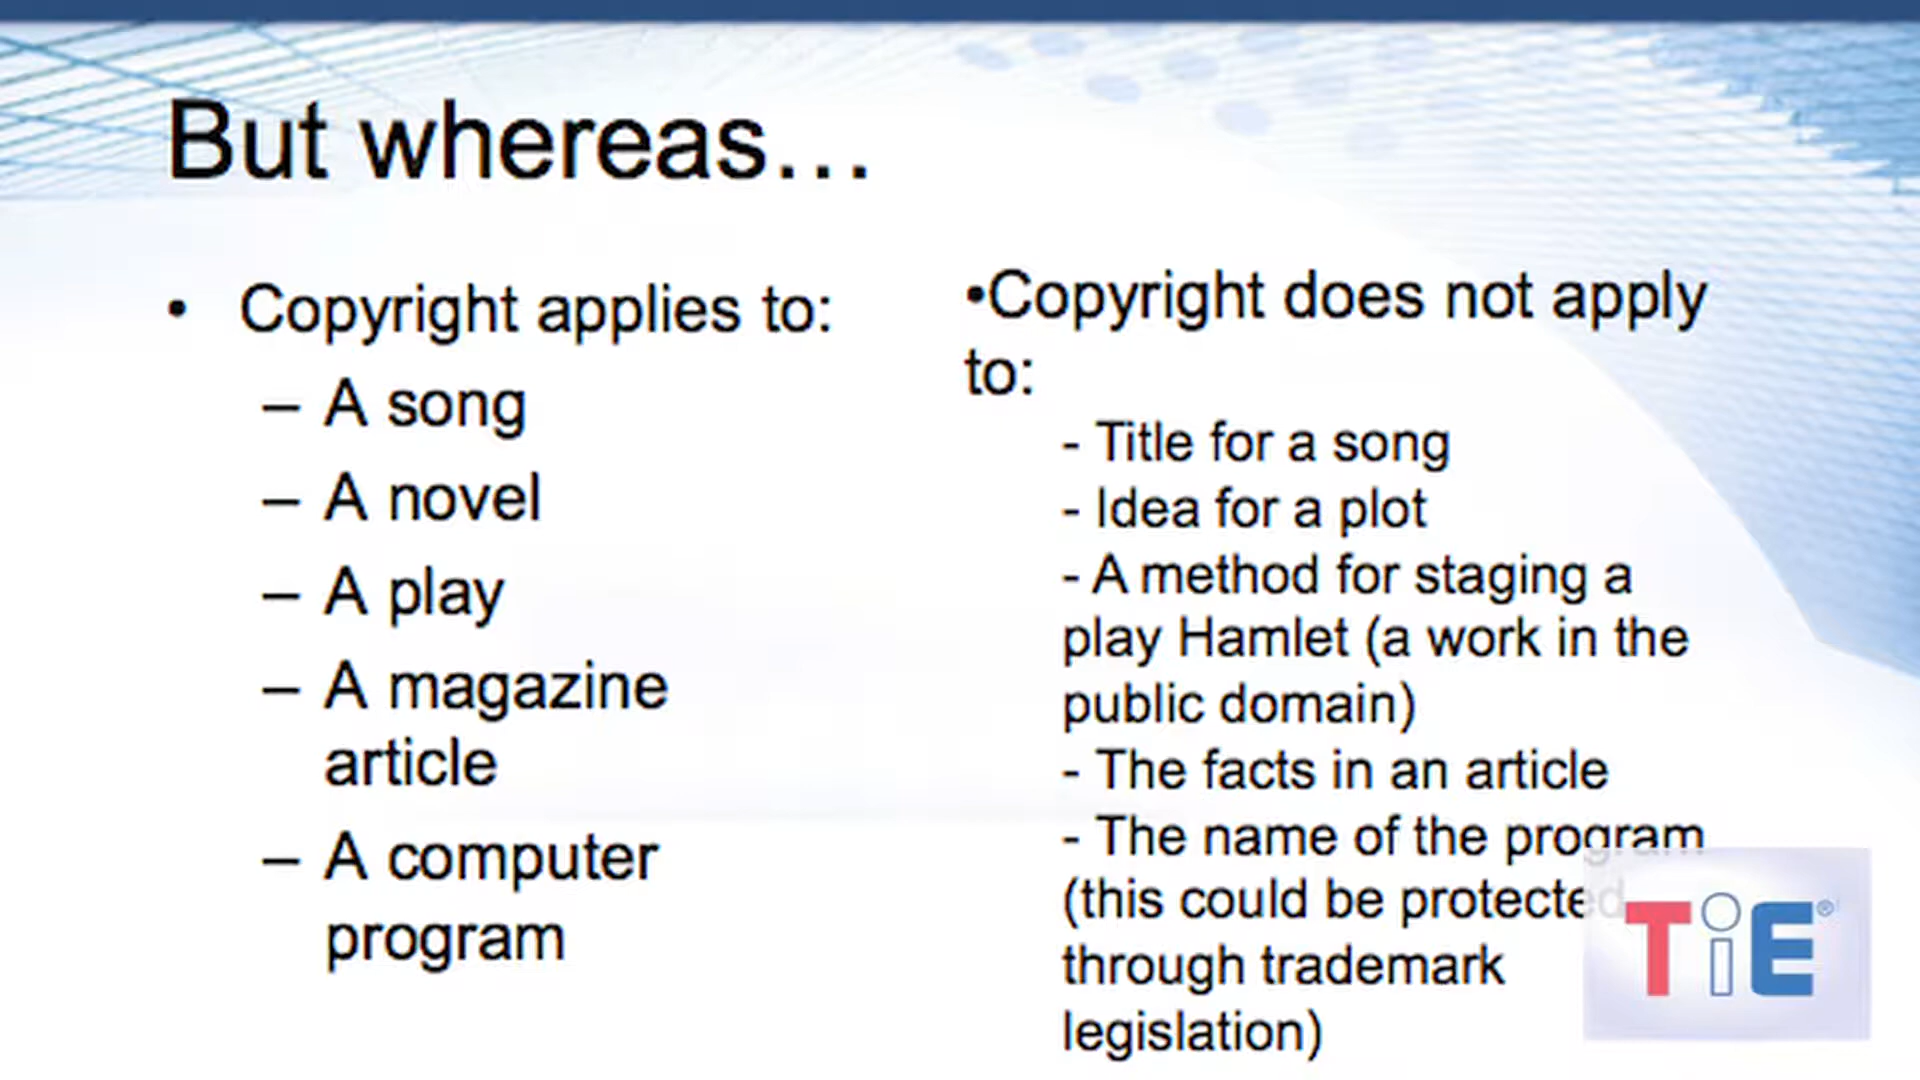 But whereas…
• Copyright applies to:
– A song
– A novel
– A play
– A magazine
article
– A computer
program
•Copyright does not apply
to:
- Title for a song
- Idea for a plot
- A method for staging a
play Hamlet (a work in the
public domain)
- The facts in an article
- The name of the program
(this could be protected
through trademark
legislation)
TiE®